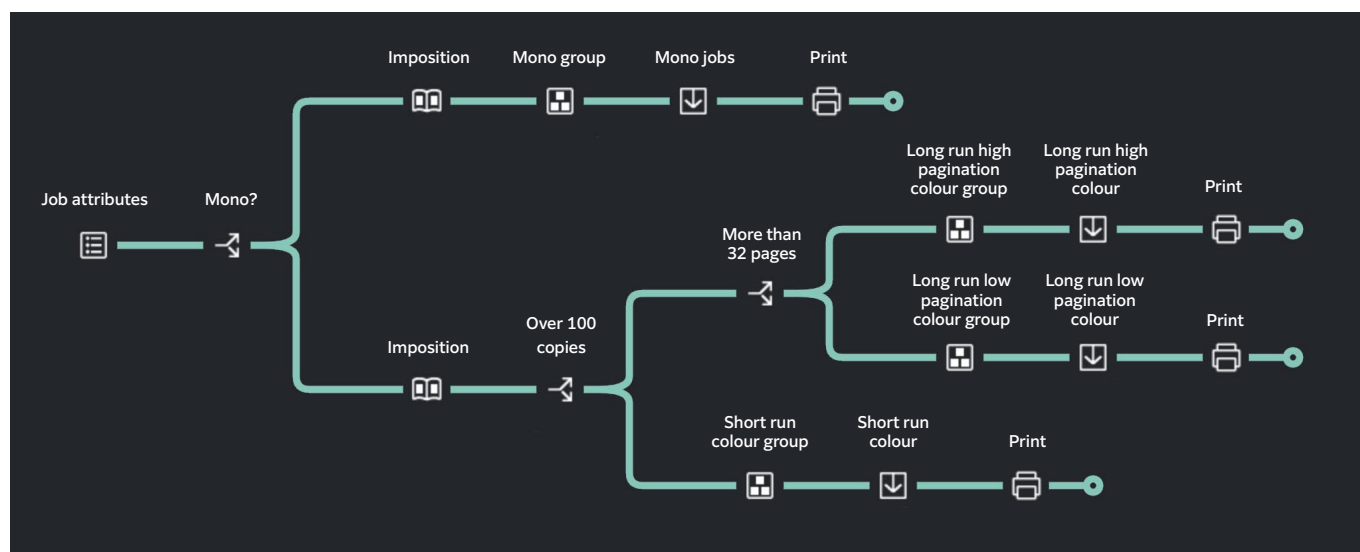 Imposition
Mono group
Mono jobs
Print
Long run high
pagination
colour group
Long run high
pagination
colour
Print
Job attributes
Mono?
More than
32 pages
Long run low
pagination
colour group
Long run low
pagination
colour
Print
Imposition
Over 100
copies
Short run
colour group
Short run
colour
Print